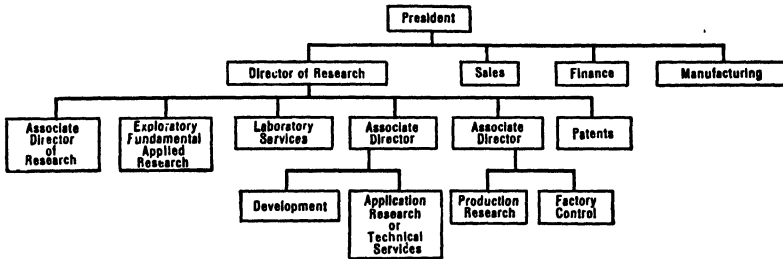 President
Director of Research
Sales
Finance
Manufacturing
Associate
Director
of
Research
Exploratory
Fundamental
Applied
Research
Laboratory
Services
Associate
Director
Associate
Director
Patents
Development
Application
Research
or
Technical
Services
Production
Research
Factory
Control